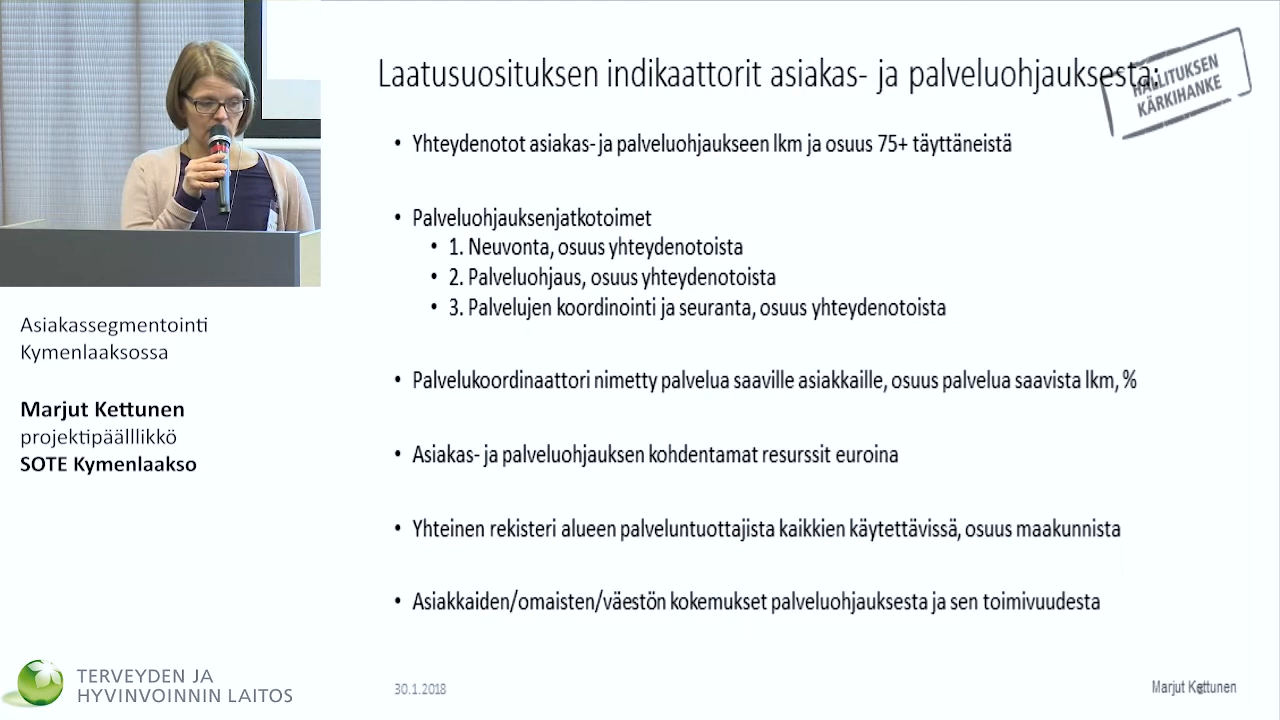 Laatusuosituksen indikaattorit asiakas- ja palveluohjauksesta:
HALLITUKSEN
KÄRKIHANKE
• Yhteydenotot asiakas- ja palveluohjaukseen lkm ja osuus 75+ täyttäneistä
• Palveluohjauksenjatkotoimet
• 1. Neuvonta, osuus yhteydenotoista
• 2. Palveluohjaus, osuus yhteydenotoista
• 3. Palvelujen koordinointi ja seuranta, osuus yhteydenotoista
• Palvelukoordinaattori nimetty palvelua saaville asiakkaille, osuus palvelua saavista lkm, %
• Asiakas- ja palveluohjauksen kohdentamat resurssit euroina
• Yhteinen rekisteri alueen palveluntuottajista kaikkien käytettävissä, osuus maakunnista
• Asiakkaiden/omaisten/väestön kokemukset palveluohjauksesta ja sen toimivuudesta
30.1.2018
Marjut Kettunen
Asiakassegmentointi
Kymenlaaksossa
Marjut Kettunen
projektipäälllikkö
SOTE Kymenlaakso
TERVEYDEN JA
HYVINVOINNIN LAITOS